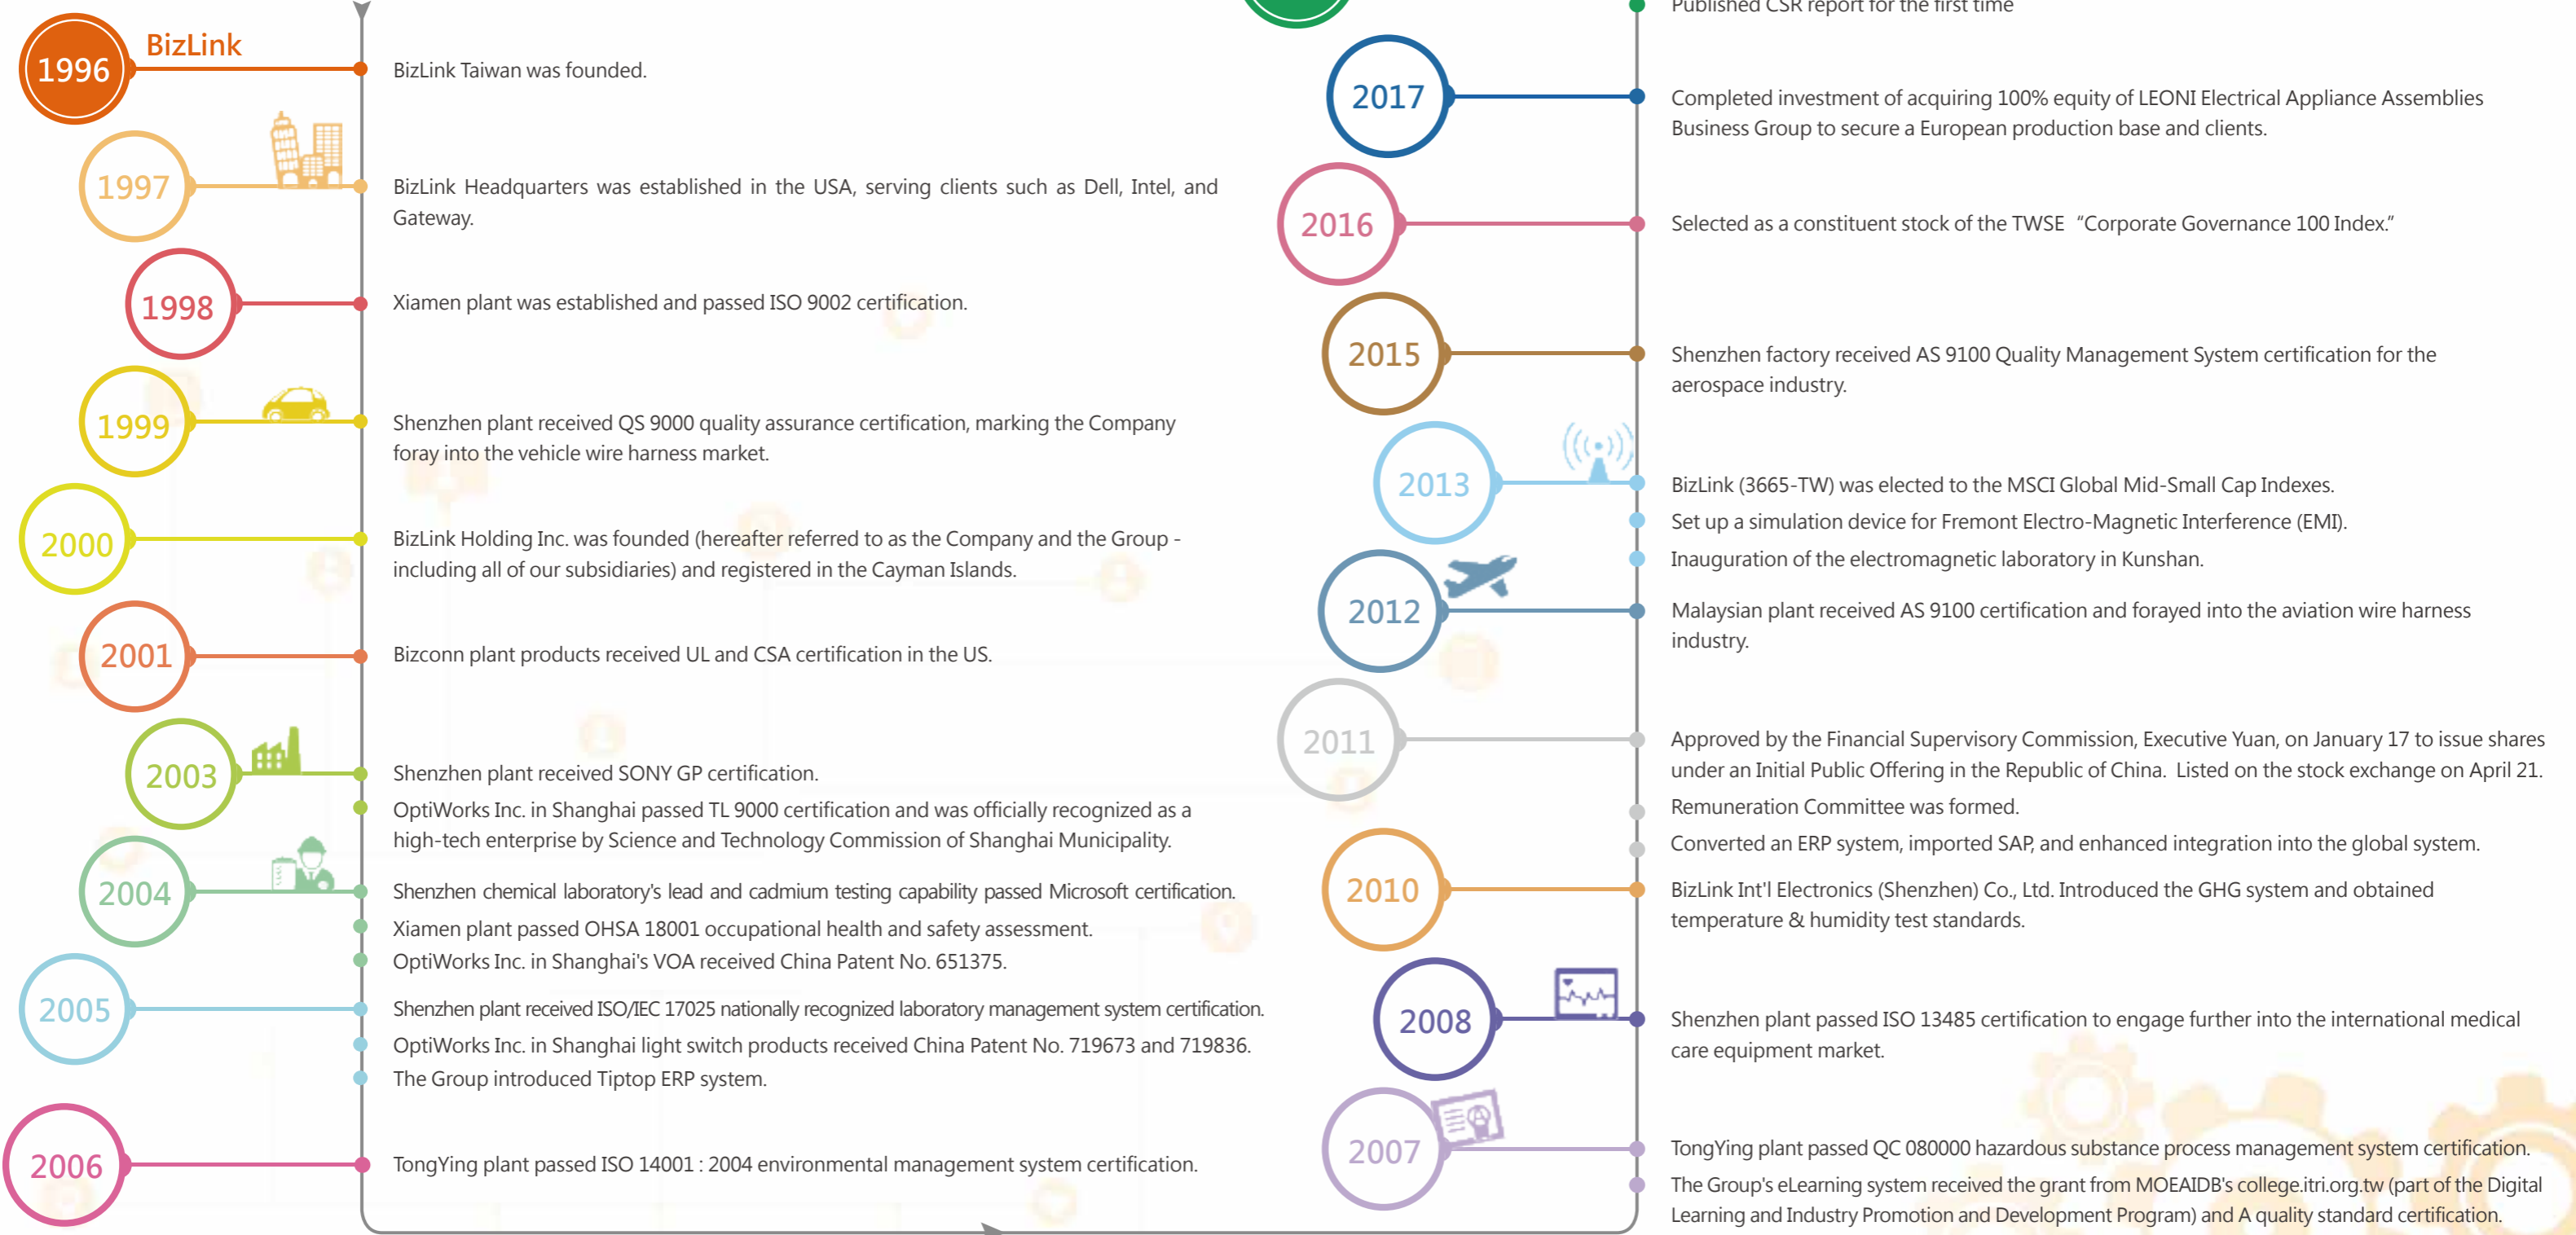 BizLink
1996
BizLink Taiwan was founded.
1997
BizLink Headquarters was established in the USA, serving clients such as Dell, Intel, and
Gateway.
1998
Xiamen plant was established and passed ISO 9002 certification.
1999
Shenzhen plant received QS 9000 quality assurance certification, marking the Company
foray into the vehicle wire harness market.
2000
BizLink Holding Inc. was founded (hereafter referred to as the Company and the Group -
including all of our subsidiaries) and registered in the Cayman Islands.
2001
Bizconn plant products received UL and CSA certification in the US.
2003
Shenzhen plant received SONY GP certification.
OptiWorks Inc. in Shanghai passed TL 9000 certification and was officially recognized as a
high-tech enterprise by Science and Technology Commission of Shanghai Municipality.
2004
Shenzhen chemical laboratory's lead and cadmium testing capability passed Microsoft certification.
Xiamen plant passed OHSA 18001 occupational health and safety assessment.
OptiWorks Inc. in Shanghai's VOA received China Patent No. 651375.
2005
Shenzhen plant received ISO/IEC 17025 nationally recognized laboratory management system certification.
OptiWorks Inc. in Shanghai light switch products received China Patent No. 719673 and 719836.
The Group introduced Tiptop ERP system.
2006
TongYing plant passed ISO 14001 : 2004 environmental management system certification.
Published CSR report for the first time
2017
Completed investment of acquiring 100% equity of LEONI Electrical Appliance Assemblies
Business Group to secure a European production base and clients.
2016
Selected as a constituent stock of the TWSE “Corporate Governance 100 Index.”
2015
Shenzhen factory received AS 9100 Quality Management System certification for the
aerospace industry.
2013
BizLink (3665-TW) was elected to the MSCI Global Mid-Small Cap Indexes.
Set up a simulation device for Fremont Electro-Magnetic Interference (EMI).
Inauguration of the electromagnetic laboratory in Kunshan.
2012
Malaysian plant received AS 9100 certification and forayed into the aviation wire harness
industry.
2011
Approved by the Financial Supervisory Commission, Executive Yuan, on January 17 to issue shares
under an Initial Public Offering in the Republic of China. Listed on the stock exchange on April 21.
Remuneration Committee was formed.
Converted an ERP system, imported SAP, and enhanced integration into the global system.
2010
BizLink Int'l Electronics (Shenzhen) Co., Ltd. Introduced the GHG system and obtained
temperature & humidity test standards.
2008
Shenzhen plant passed ISO 13485 certification to engage further into the international medical
care equipment market.
2007
TongYing plant passed QC 080000 hazardous substance process management system certification.
The Group's eLearning system received the grant from MOEAIDB's college.itri.org.tw (part of the Digital
Learning and Industry Promotion and Development Program) and A quality standard certification.